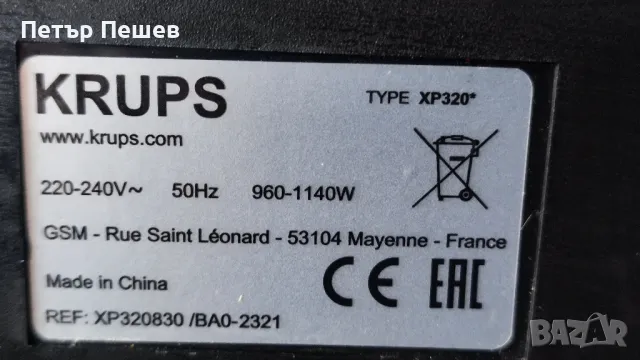 Петър Пешев
KRUPS
TYPE XP320*
www.krups.com
220-240V~ 50Hz 960-1140W
GSM - Rue Saint Léonard - 53104 Mayenne - France
Made in China
CE EAC
REF: XP320830 /BA0-2321
BAZAR